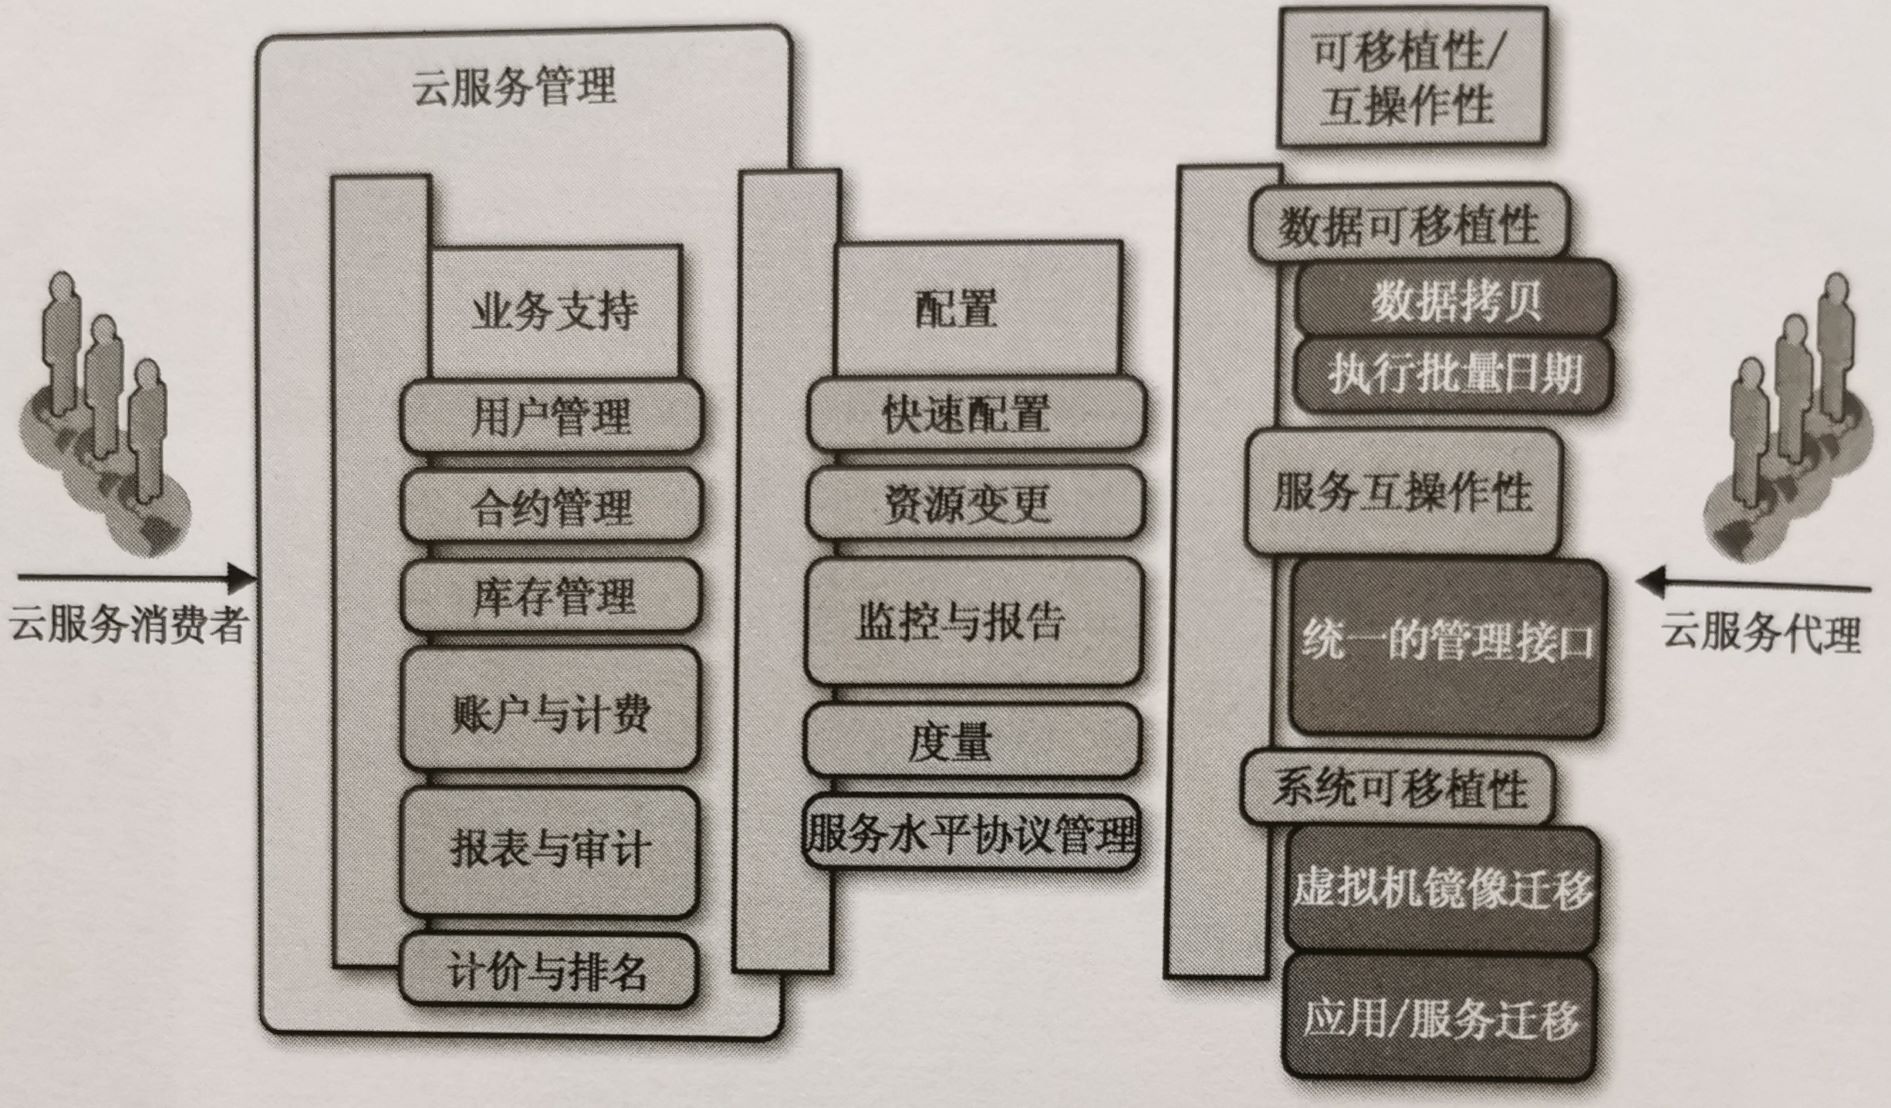 云服务管理
业务支持
用户管理
合约管理
库存管理
账户与计费
报表与审计
计价与排名
配置
快速配置
资源变更
监控与报告
度量
服务水平协议管理
可移植性/
互操作性
数据可移植性
数据拷贝
执行批量日期
服务互操作性
统一的管理接口
系统可移植性
虚拟机镜像迁移
应用/服务迁移
云服务消费者
云服务代理